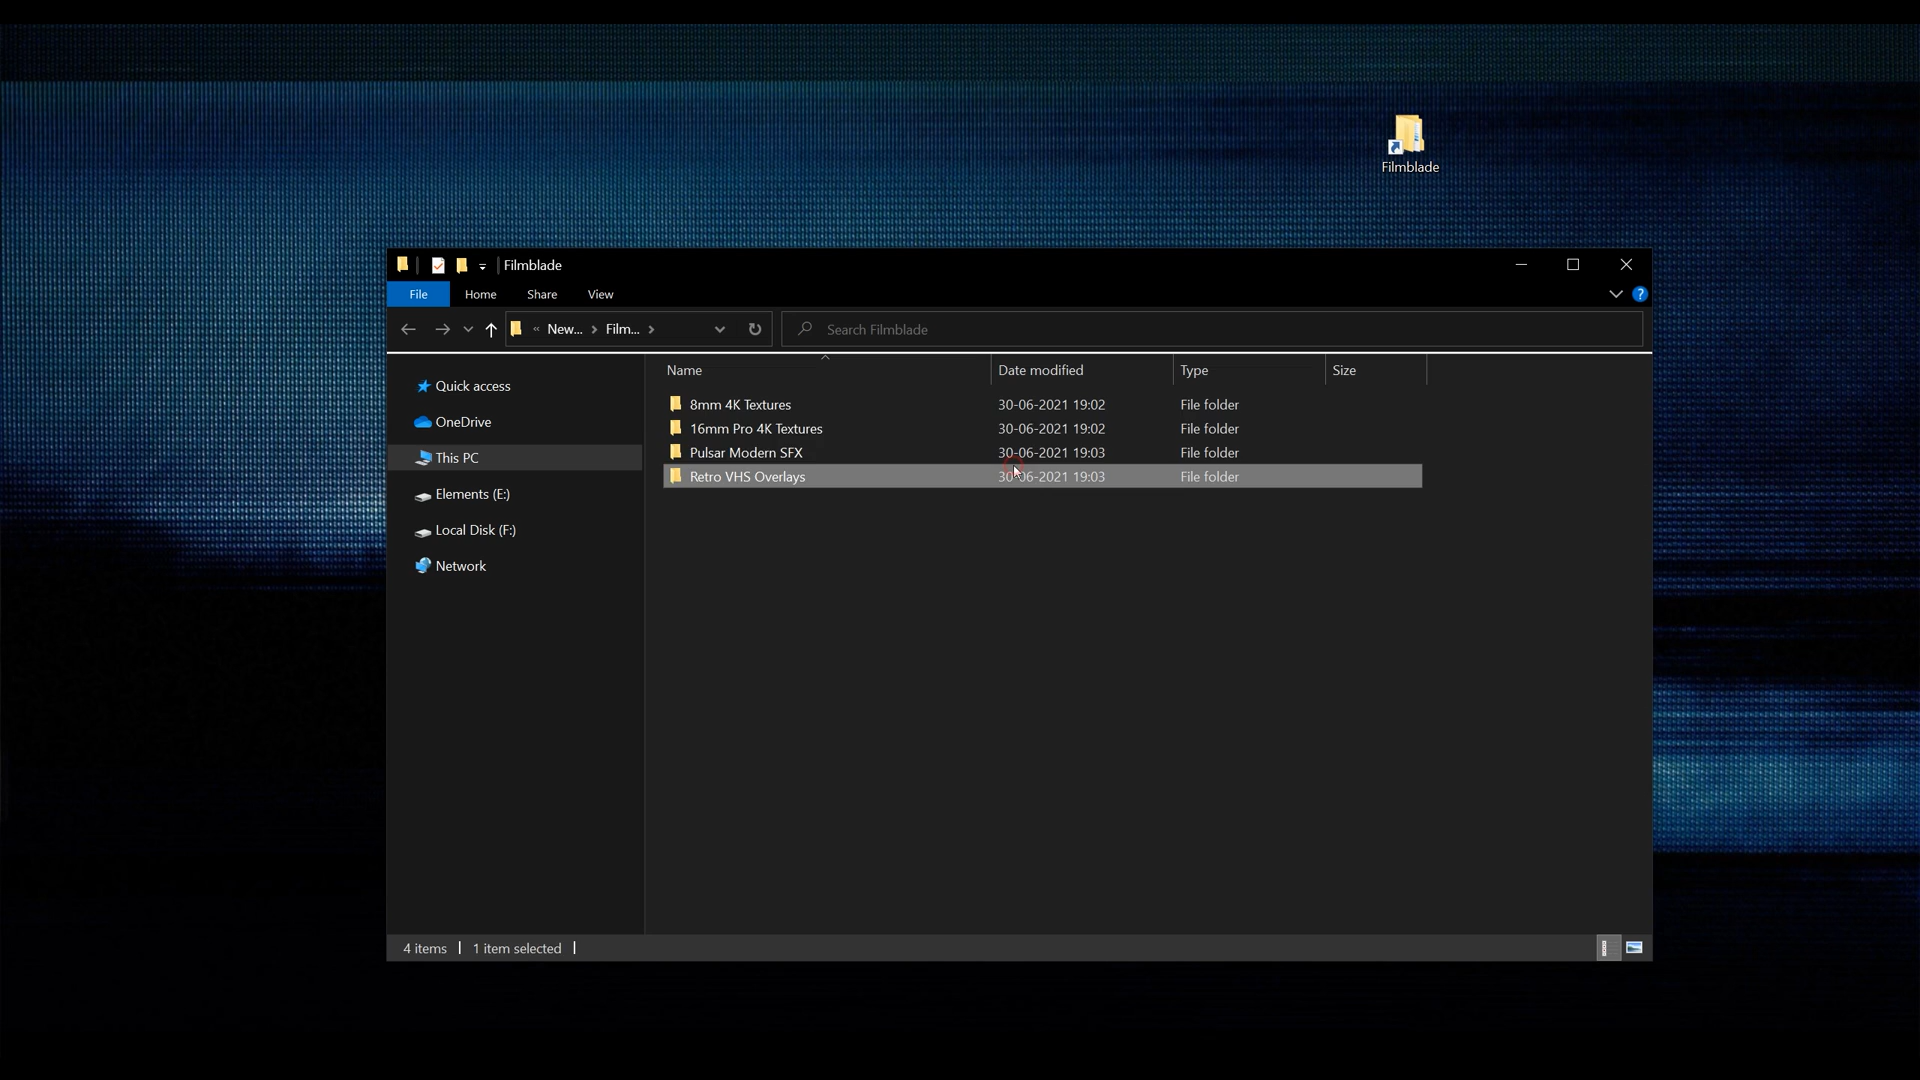 Filmblade
Filmblade
File Home Share View
« New... Film... Search Filmblade
Name Date modified Type Size
Quick access
OneDrive
This PC
Elements (E:)
Local Disk (F:)
Network
8mm 4K Textures 30-06-2021 19:02 File folder
16mm Pro 4K Textures 30-06-2021 19:02 File folder
Pulsar Modern SFX 30-06-2021 19:03 File folder
Retro VHS Overlays 30-06-2021 19:03 File folder
4 items 1 item selected